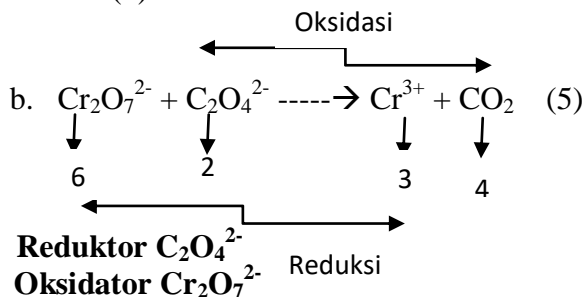 Oksidasi
b. Cr₂O₇²⁻ + C₂O₄²⁻ -----→ Cr³⁺ + CO₂ (5)
6 2 3 4
Reduktor C₂O₄²⁻
Reduksi
Oksidator Cr₂O₇²⁻